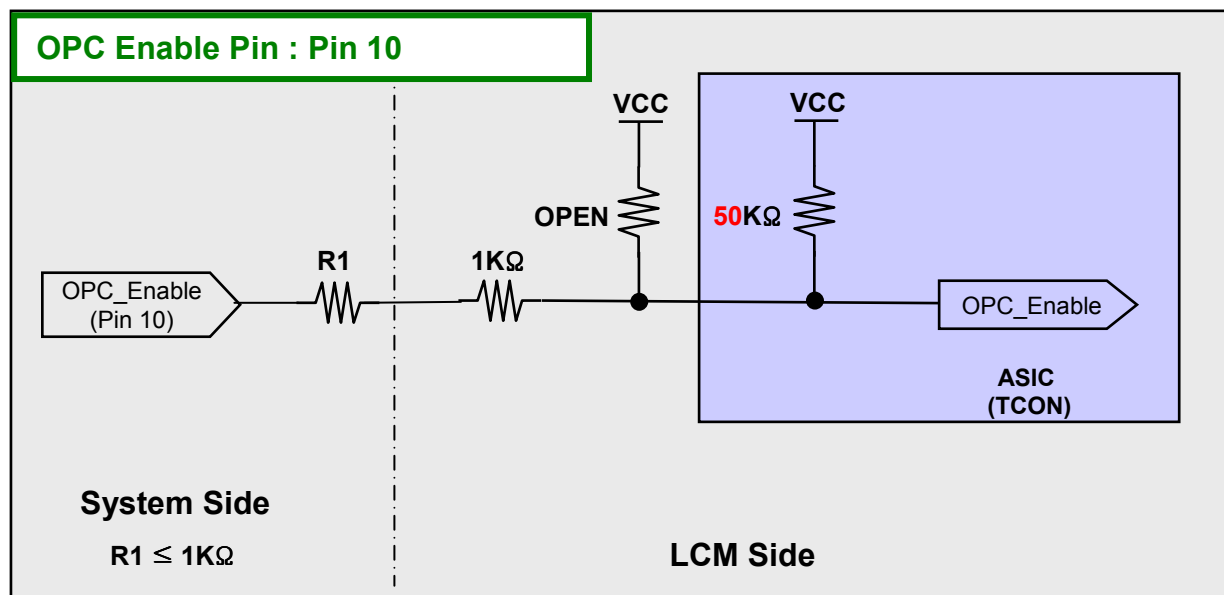 OPC Enable Pin : Pin 10
VCC
VCC
OPEN
50KΩ
R1
1KΩ
OPC_Enable
(Pin 10)
OPC_Enable
ASIC
(TCON)
System Side
R1 ≤ 1KΩ
LCM Side